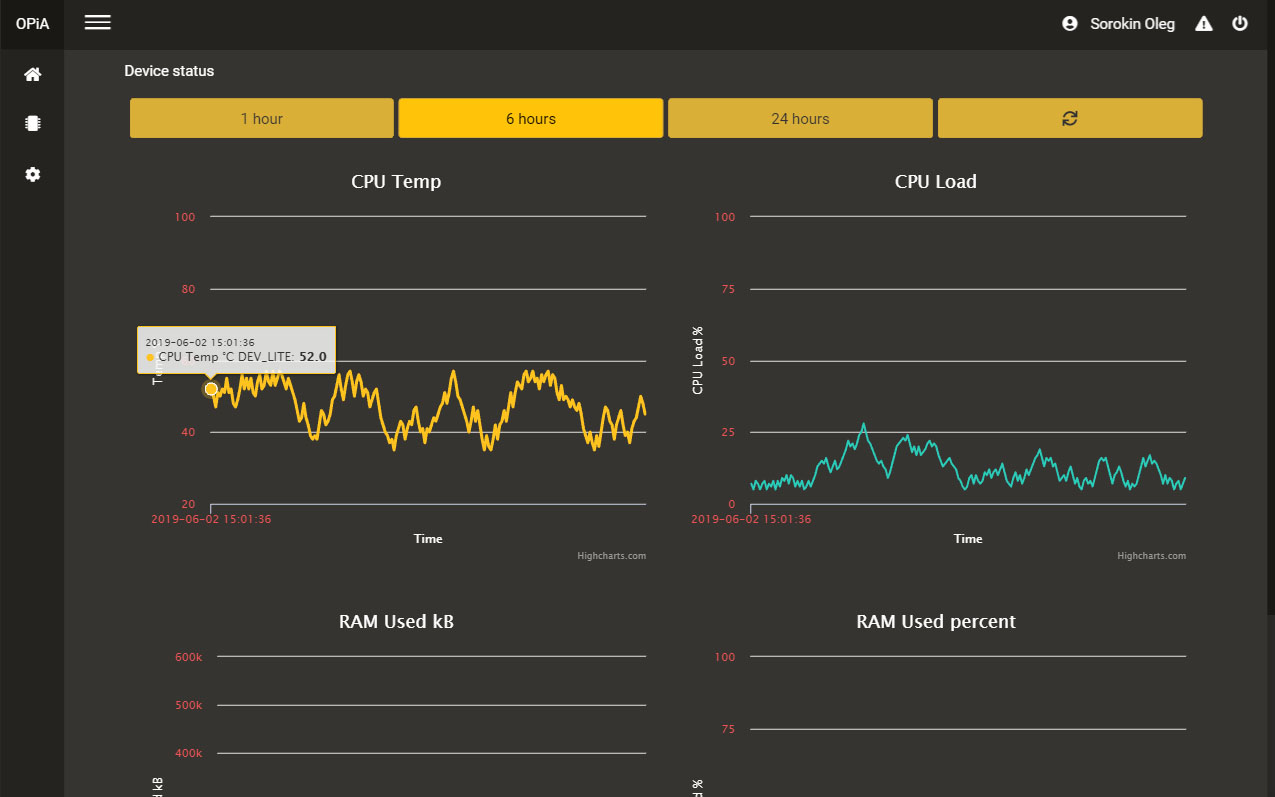 OPiA
Sorokin Oleg
Device status
1 hour
6 hours
24 hours
CPU Temp
100
80
2019-06-02 15:01:36
CPU Temp °C DEV_LITE: 52.0
40
20
2019-06-02 15:01:36
Time
Highcharts.com
CPU Load
100
75
CPU Load %
50
25
0
2019-06-02 15:01:36
Time
Highcharts.com
RAM Used kB
600k
500k
400k
kB
RAM Used percent
100
75
%